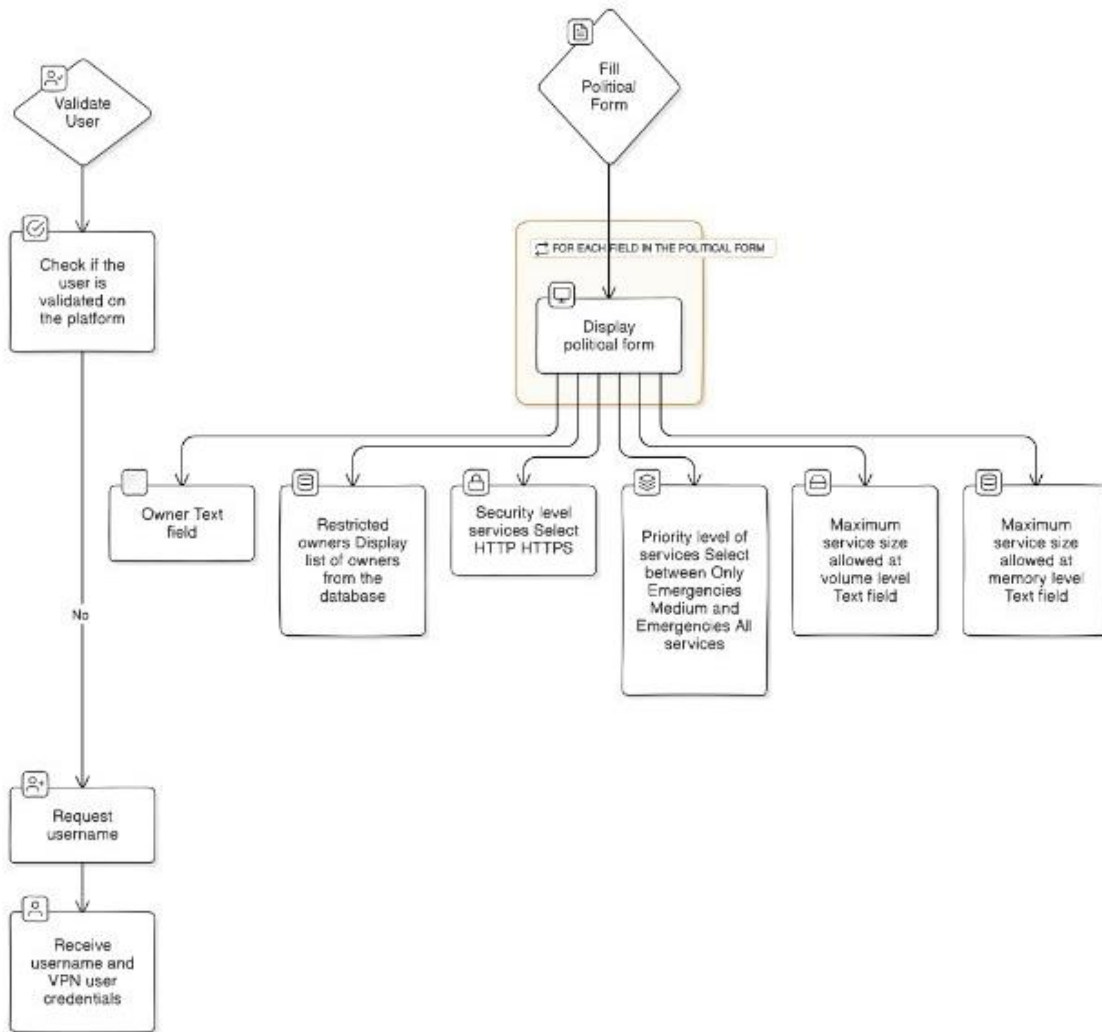 Fill
Political
Form
Validate
User
FOR EACH FIELD IN THE POLITICAL FORM
Check if the
user is
validated on
the platform
Display
political form
Owner Text
field
Restricted
owners Display
list of owners
from the
database
Security level
services Select
HTTP HTTPS
Priority level of
services Select
between Only
Emergencies
Medium and
Emergencies All
services
Maximum
service size
allowed at
volume level
Text field
Maximum
service size
allowed at
memory level
Text field
No
Request
username
Receive
username and
VPN user
credentials